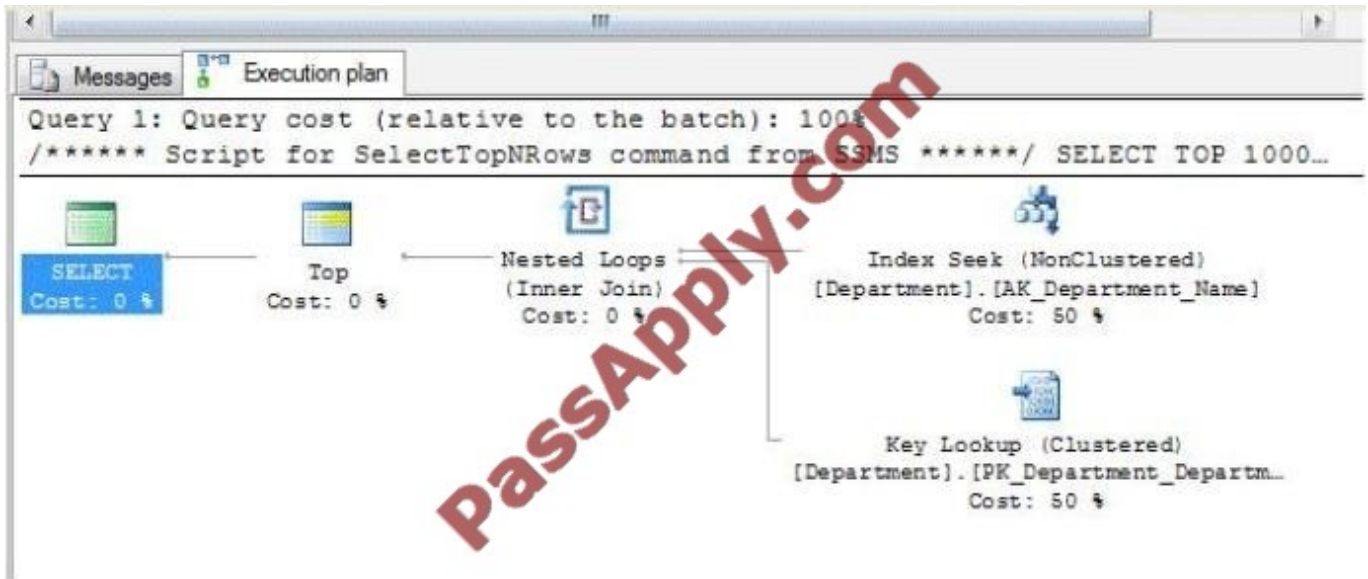 Messages
Execution plan
Query 1: Query cost (relative to the batch): 100%
/****** Script for SelectTopNRows command from SSMS ******/ SELECT TOP 1000…
SELECT
Cost: 0 %
Top
Cost: 0 %
Nested Loops
(Inner Join)
Cost: 0 %
Index Seek (NonClustered)
[Department].[AK_Department_Name]
Cost: 50 %
Key Lookup (Clustered)
[Department].[PK_Department_Departm…
Cost: 50 %
PassApply.com